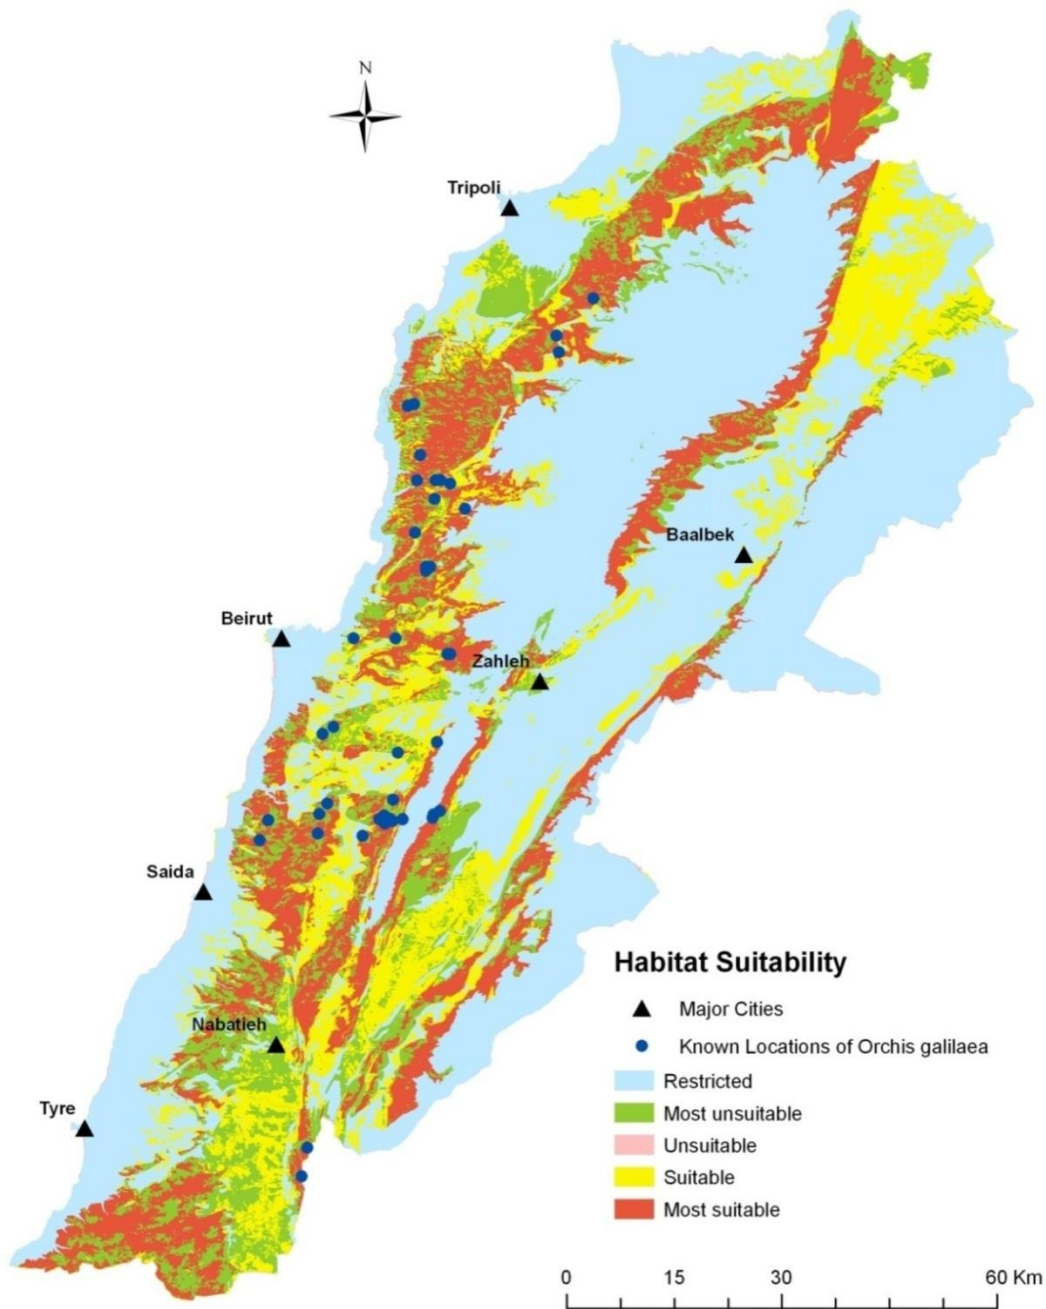 N
Tripoli
Baalbek
Beirut
Zahleh
Saida
Habitat Suitability
Major Cities
Nabatieh
Known Locations of Orchis galilaea
Restricted
Tyre
Most unsuitable
Unsuitable
Suitable
Most suitable
0 15 30 60 Km